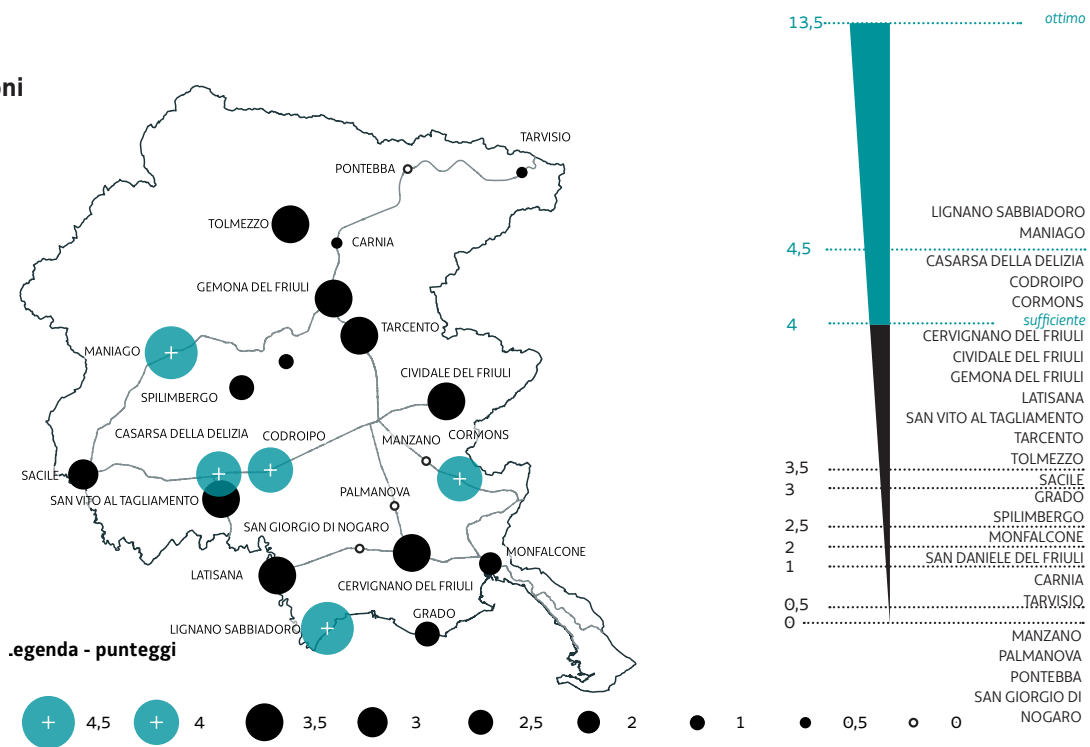 oni
TARVISIO
PONTEBBA
TOLMEZZO
CARNIA
GEMONA DEL FRIULI
TARCENTO
MANIAGO
CIVIDALE DEL FRIULI
SPILIMBERGO
CASARSA DELLA DELIZIA
CODROIPO
MANZANO
CORMONS
SACILE
SAN VITO AL TAGLIAMENTO
PALMANOVA
SAN GIORGIO DI NOGARO
MONFALCONE
LATISANA
CERVIGNANO DEL FRIULI
GRADO
LIGNANO SABBIADORO
Legenda - punteggi
4,5
4
3,5
3
2,5
2
1
0,5
0
13,5
ottimo
LIGNANO SABBIADORO
MANIAGO
4,5
CASARSA DELLA DELIZIA
CODROIPO
CORMONS
4
sufficiente
CERVIGNANO DEL FRIULI
CIVIDALE DEL FRIULI
GEMONA DEL FRIULI
LATISANA
SAN VITO AL TAGLIAMENTO
TARCENTO
TOLMEZZO
3,5
SACILE
3
GRADO
SPILIMBERGO
2,5
MONFALCONE
2
SAN DANIELE DEL FRIULI
1
CARNIA
TARVISIO
0,5
0
MANZANO
PALMANOVA
PONTEBBA
SAN GIORGIO DI
NOGARO